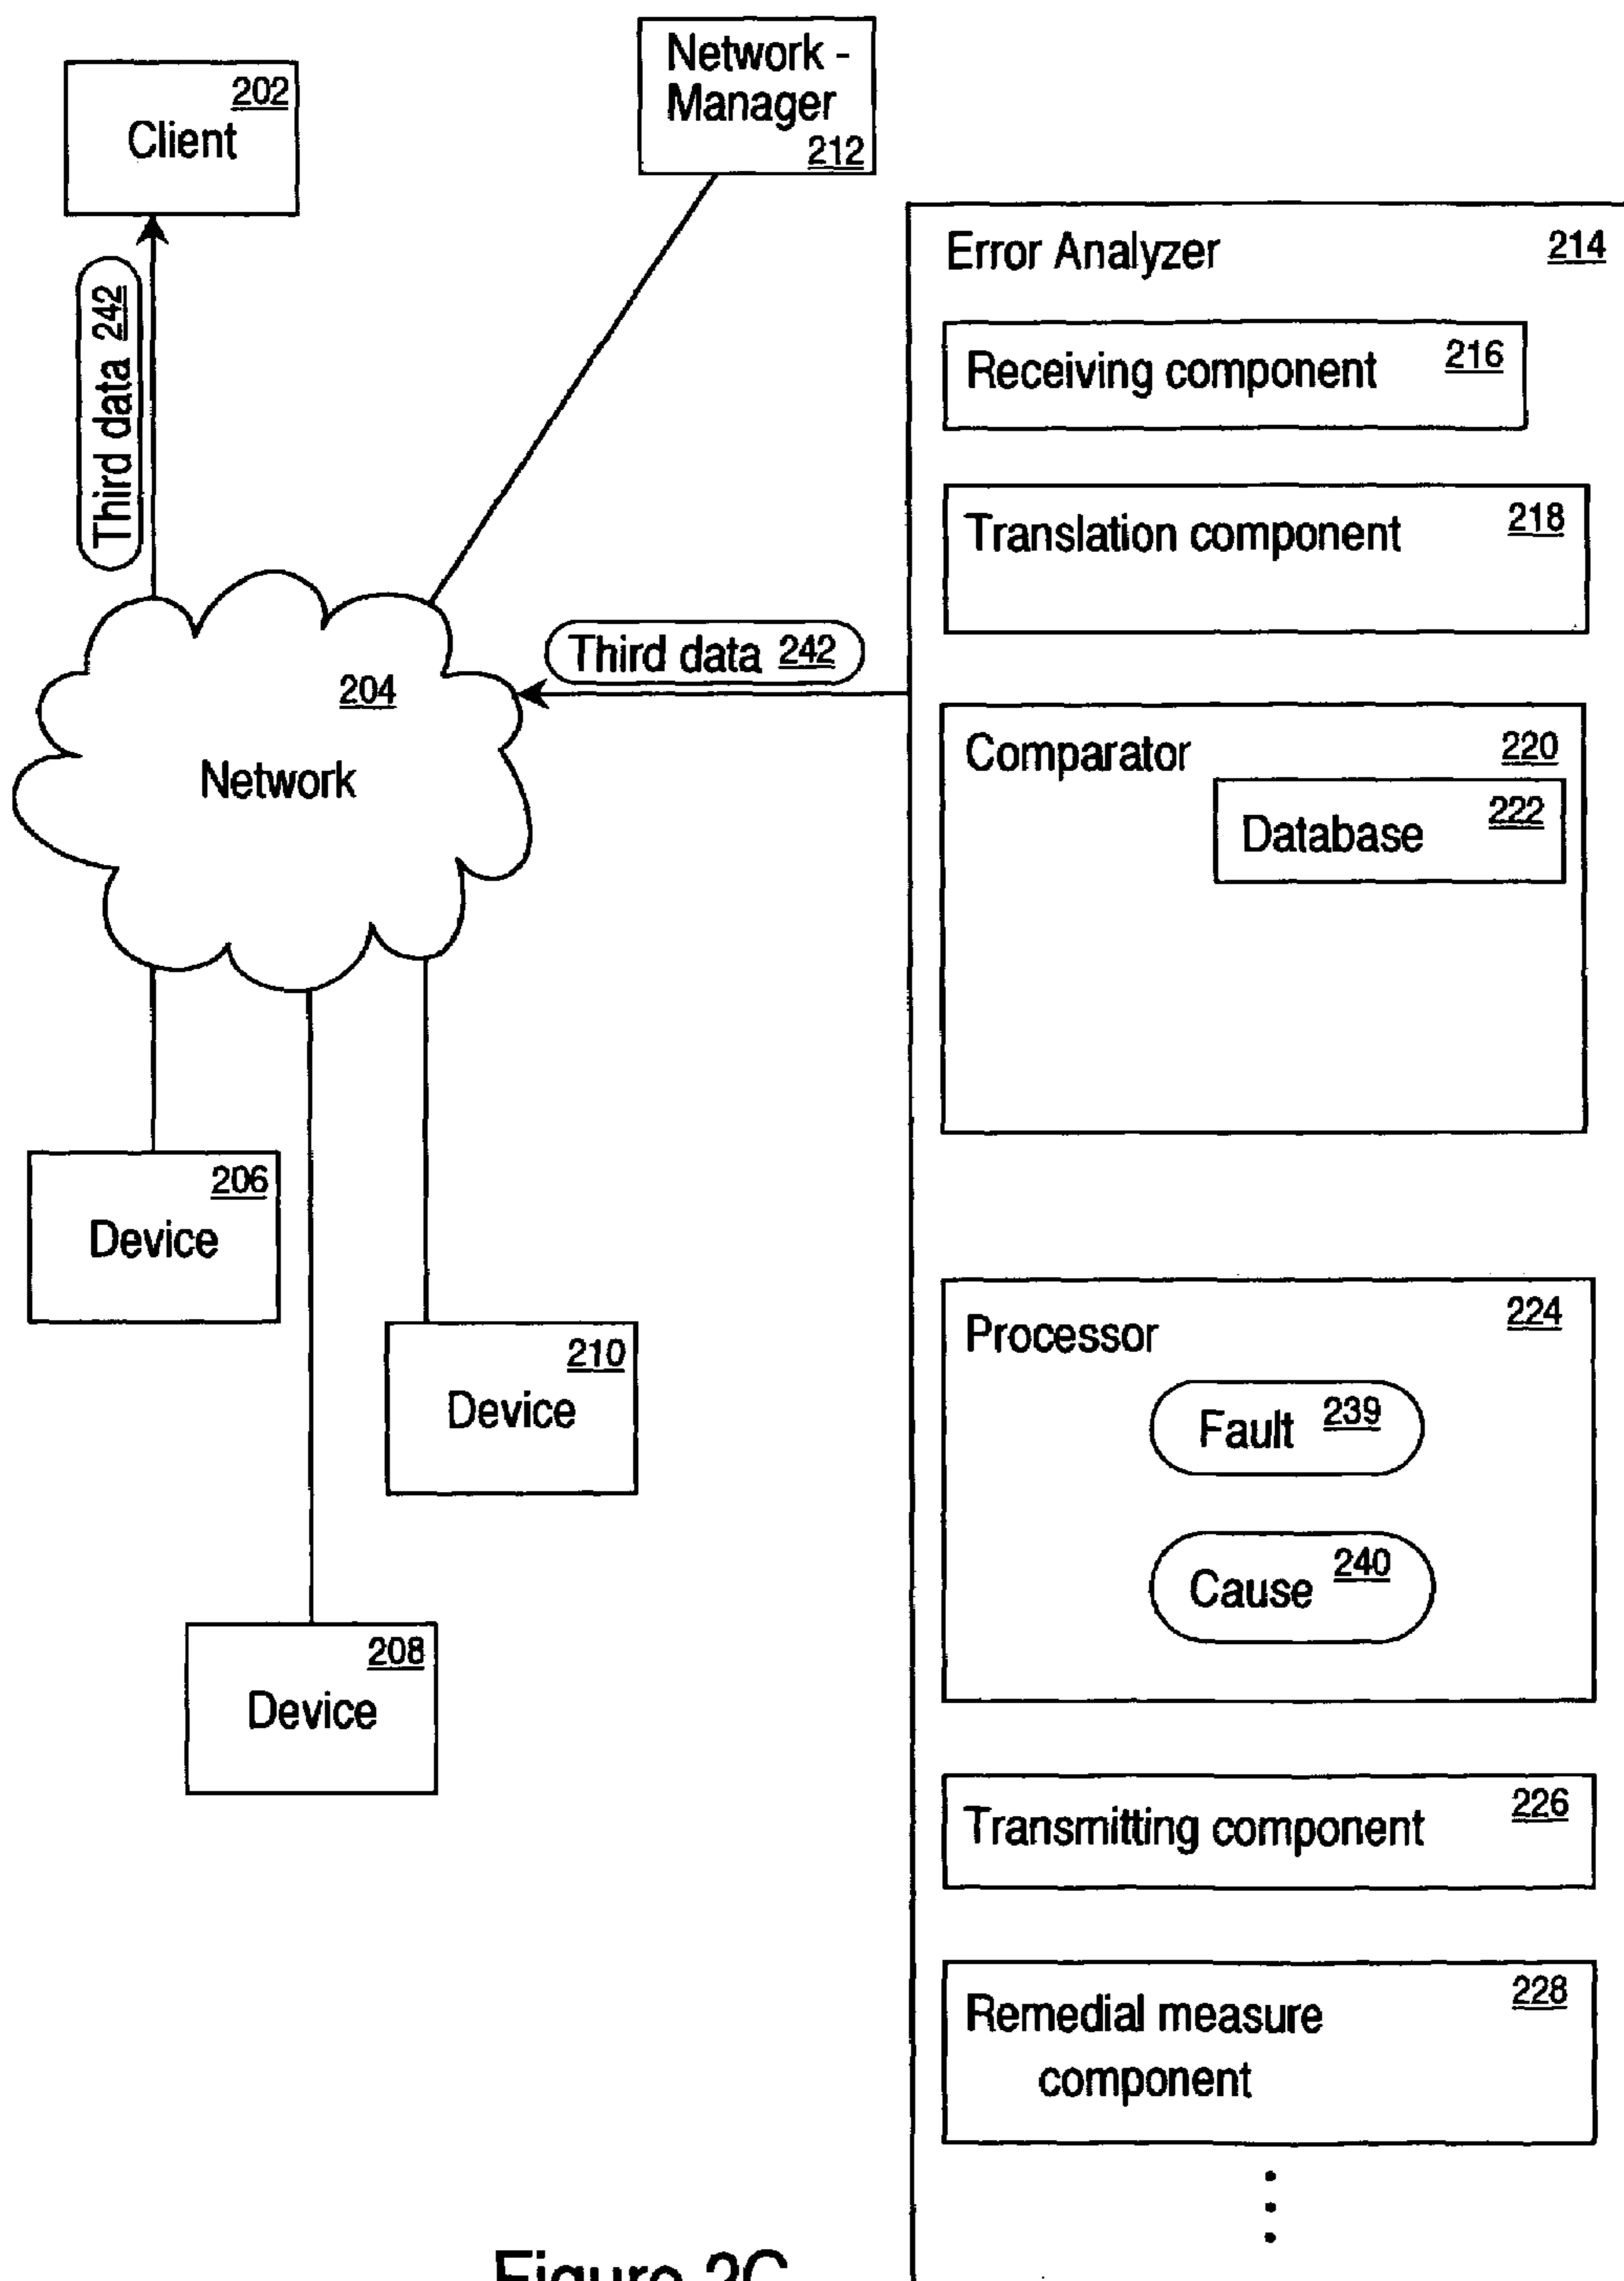 202
Client
Network -
Manager
212
Third data 242
204
Network
Third data 242
206
Device
210
Device
208
Device
Error Analyzer 214
Receiving component 216
Translation component 218
Comparator 220
Database 222
Processor 224
Fault 239
Cause 240
Transmitting component 226
Remedial measure 228
component
Figure 2C